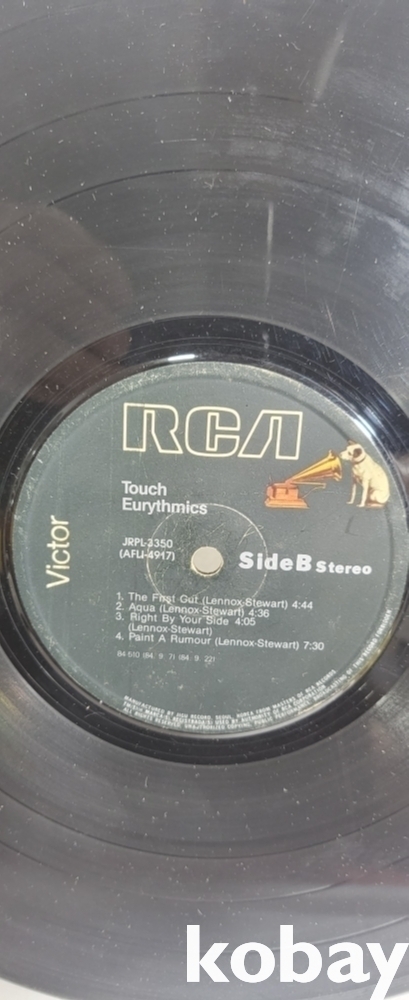 RCA
Touch
Eurythmics
JRPL-3350
(AFLI-4917)
Side B Stereo
Victor
1. The First Cut (Lennox-Stewart) 4:44
2. Aqua (Lennox-Stewart) 4:36
3. Right By Your Side 4:05
(Lennox-Stewart)
4. Paint A Rumour (Lennox-Stewart) 7:30
kobay